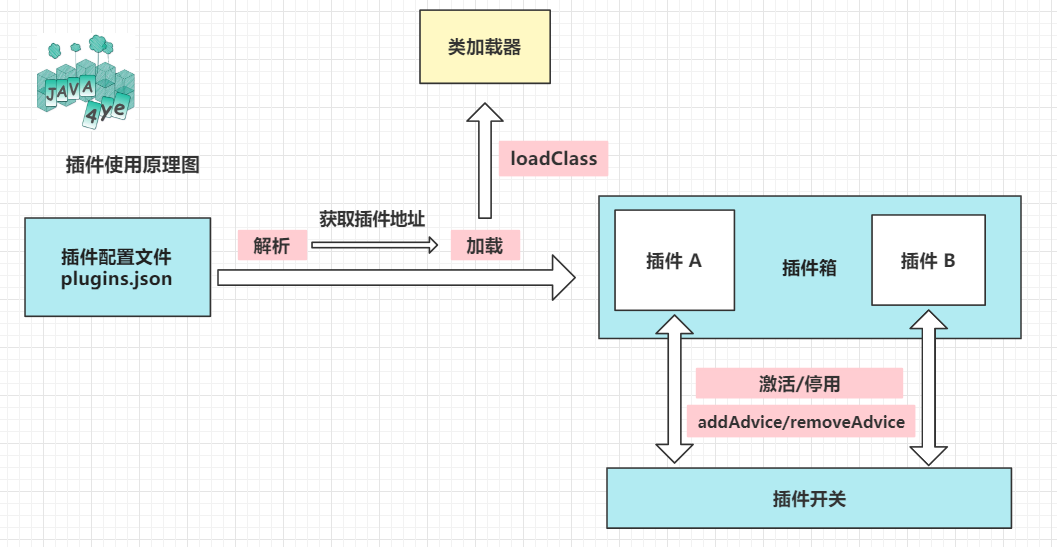 类加载器
JAVA
4ye
loadClass
插件使用原理图
获取插件地址
解析
加载
插件配置文件
plugins.json
插件 A
插件箱
插件 B
激活/停用
addAdvice/removeAdvice
插件开关